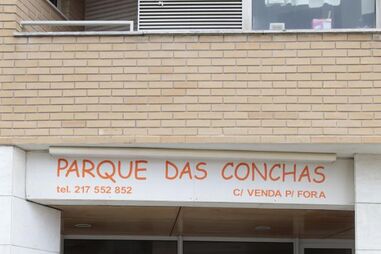 PARQUE DAS CONCHAS
tel. 217 552 852 C/ VENDA P/ FORA